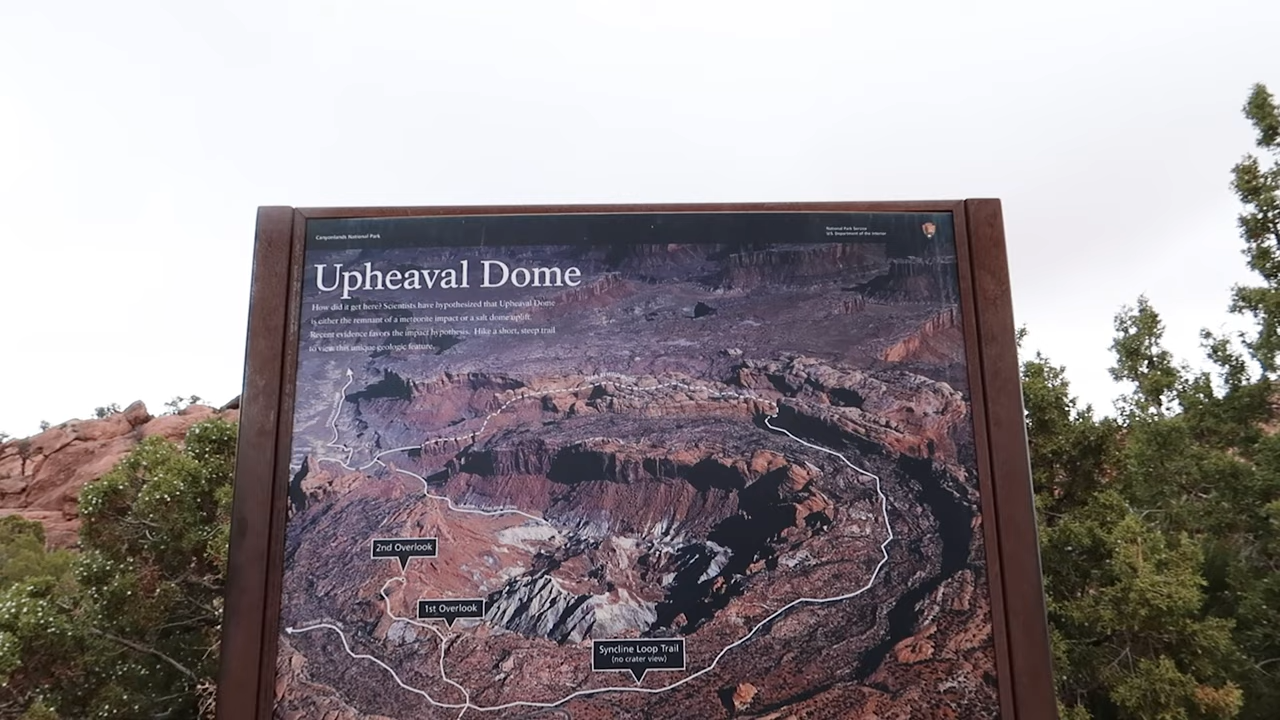 Canyonlands National Park
National Park Service
U.S. Department of the Interior
Upheaval Dome
How did it get here? Scientists have hypothesized that Upheaval Dome
is either the remnant of a meteorite impact or a salt dome uplift.
Recent evidence favors the impact hypothesis. Hike a short, steep trail
to view this unique geologic feature.
2nd Overlook
1st Overlook
Syncline Loop Trail
(no crater view)